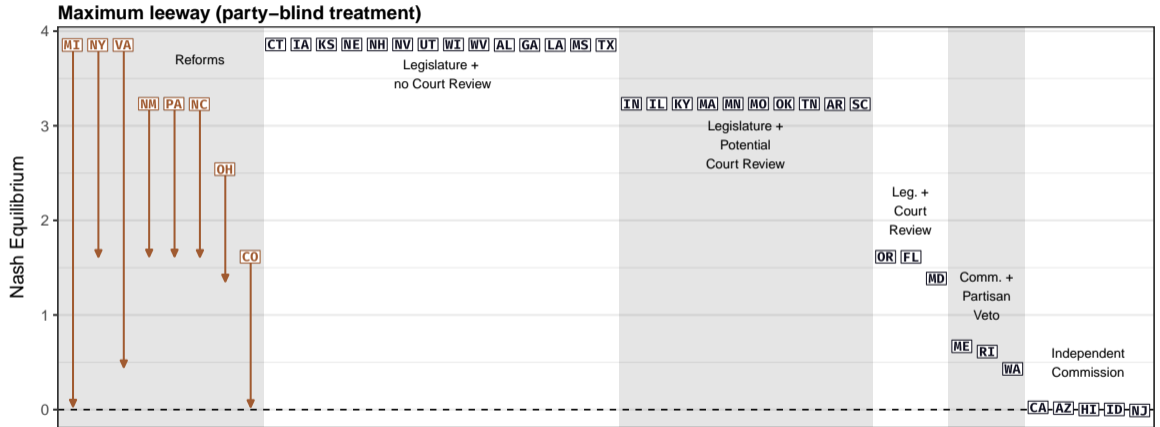 Maximum leeway (party−blind treatment)
Nash Equilibrium
4
3
2
1
0
MI NY VA
Reforms
NM PA NC
OH
CO
CT IA KS NE NH NV UT WI WV AL GA LA MS TX
Legislature +
no Court Review
IN IL KY MA MN MO OK TN AR SC
Legislature +
Potential
Court Review
Leg. +
Court
Review
OR FL
MD
Comm. +
Partisan
Veto
ME RI
WA
Independent
Commission
CA AZ HI ID NJ